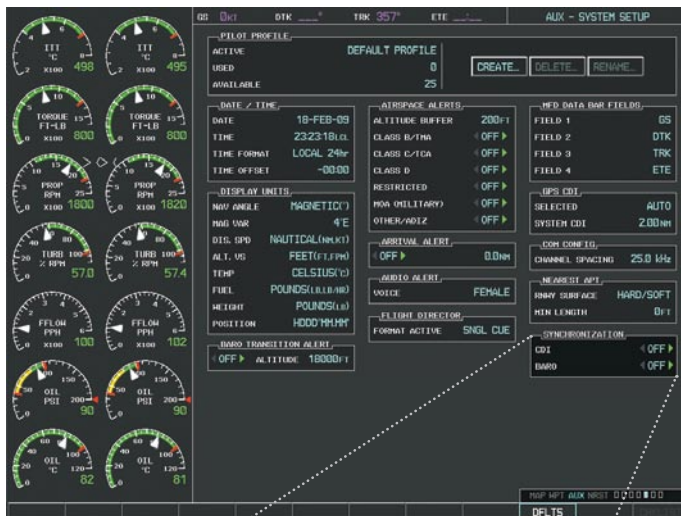 GS 0KT DTK ___° TRK 357° ETE __:__ AUX - SYSTEM SETUP
PILOT PROFILE
ACTIVE DEFAULT PROFILE
USED 0
AVAILABLE 25
CREATE… DELETE… RENAME…
DATE / TIME
DATE 18-FEB-09
TIME 23:23:18LCL
TIME FORMAT LOCAL 24hr
TIME OFFSET -00:00
DISPLAY UNITS
NAV ANGLE MAGNETIC(°)
MAG VAR 4°E
DIS, SPD NAUTICAL(NM,KT)
ALT, VS FEET(FT,FPM)
TEMP CELSIUS(°C)
FUEL POUNDS(LB,LB/HR)
WEIGHT POUNDS(LB)
POSITION HDDD°MM.MM'
BARO TRANSITION ALERT
OFF ALTITUDE 18000FT
AIRSPACE ALERTS
ALTITUDE BUFFER 200FT
CLASS B/TMA OFF
CLASS C/TCA OFF
CLASS D OFF
RESTRICTED OFF
MOA (MILITARY) OFF
OTHER/ADIZ OFF
ARRIVAL ALERT
OFF 0.0NM
AUDIO ALERT
VOICE FEMALE
FLIGHT DIRECTOR
FORMAT ACTIVE SNGL CUE
MFD DATA BAR FIELDS
FIELD 1 GS
FIELD 2 DTK
FIELD 3 TRK
FIELD 4 ETE
GPS CDI
SELECTED AUTO
SYSTEM CDI 2.00NM
COM CONFIG
CHANNEL SPACING 25.0 kHz
NEAREST APT
RNWY SURFACE HARD/SOFT
MIN LENGTH 0FT
SYNCHRONIZATION
CDI OFF
BARO OFF
MAP WPT AUX NRST
DFLTS
ITT °C X100 498
ITT °C X100 495
TORQUE FT-LB X100 800
TORQUE FT-LB X100 800
PROP RPM X100 1800
PROP RPM X100 1820
TURB % RPM 57.0
TURB % RPM 57.4
FFLOW PPH X100 100
FFLOW PPH X100 102
OIL PSI 90
OIL PSI 90
OIL °C 82
OIL °C 81